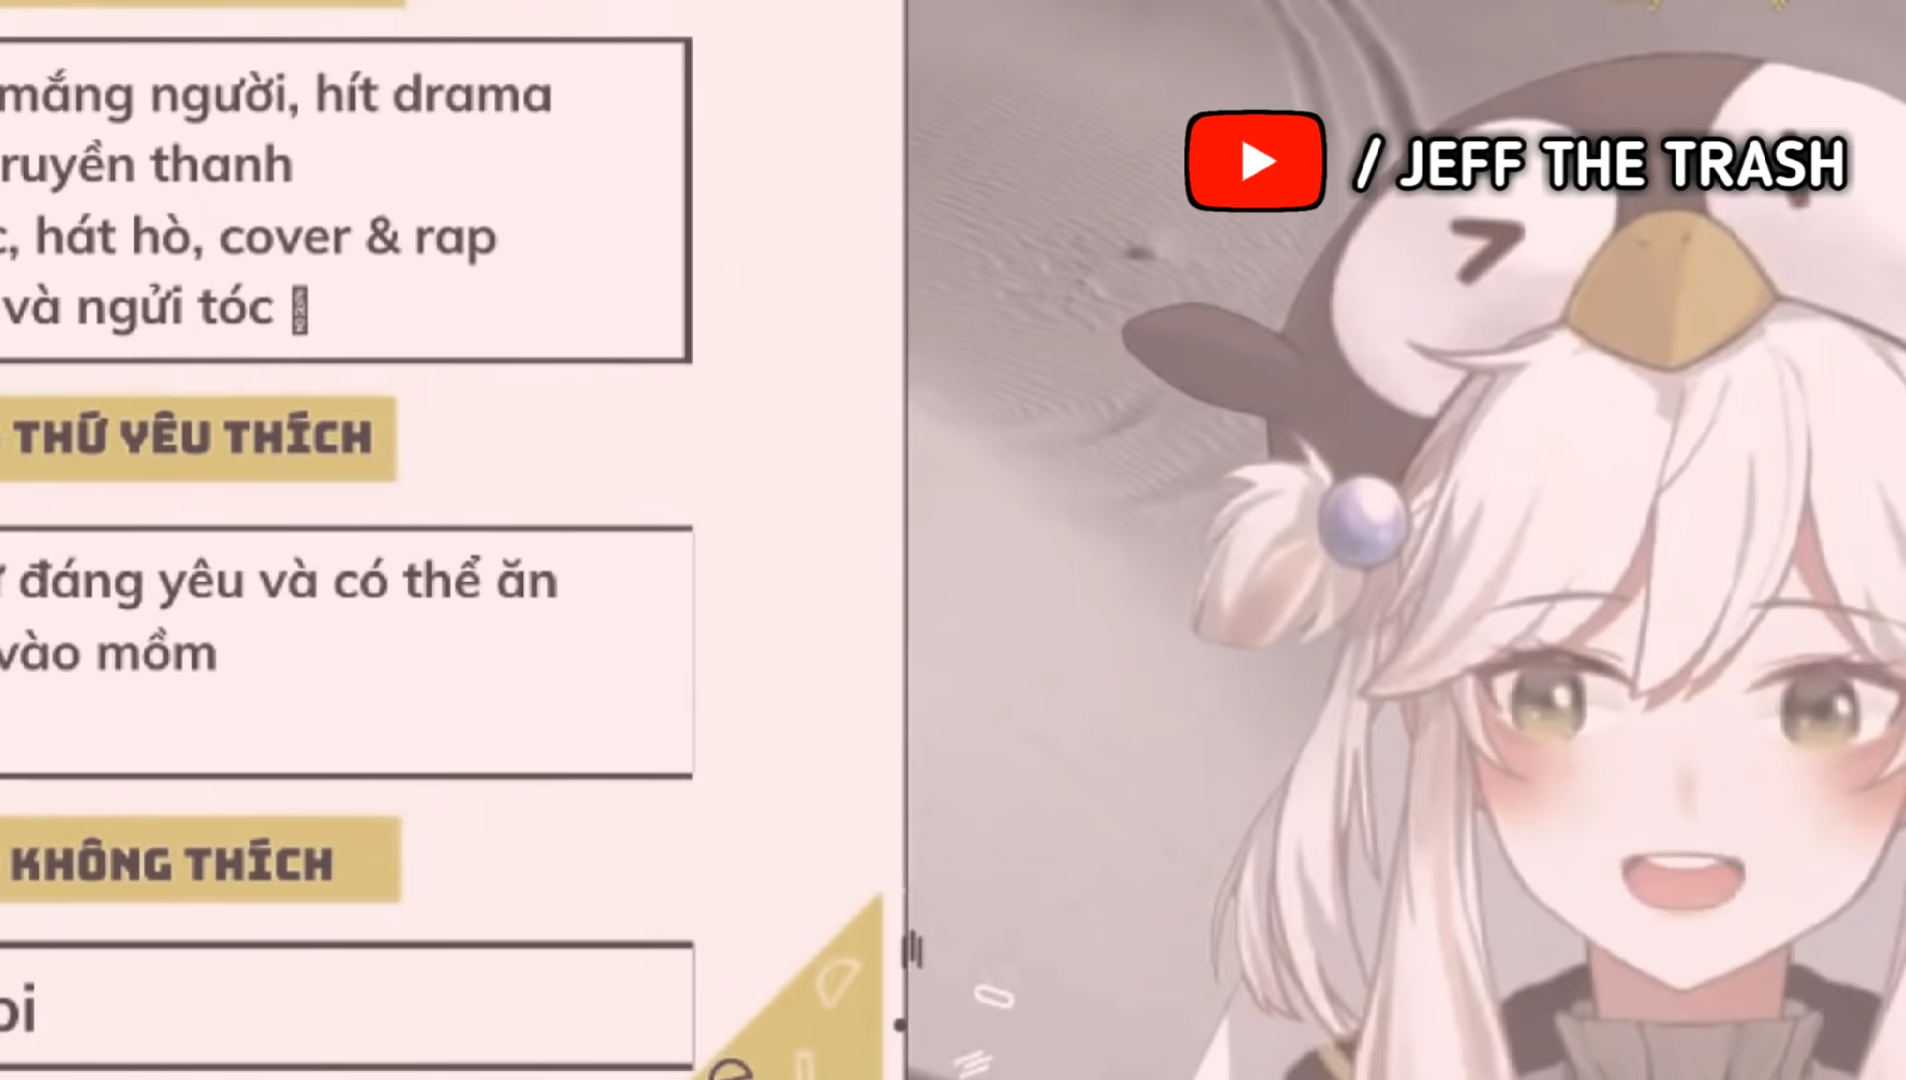 mắng người, hít drama
ruyền thanh
c, hát hò, cover & rap
và ngửi tóc
THỨ YÊU THÍCH
đáng yêu và có thể ăn
vào mồm
KHÔNG THÍCH
oi
/ JEFF THE TRASH